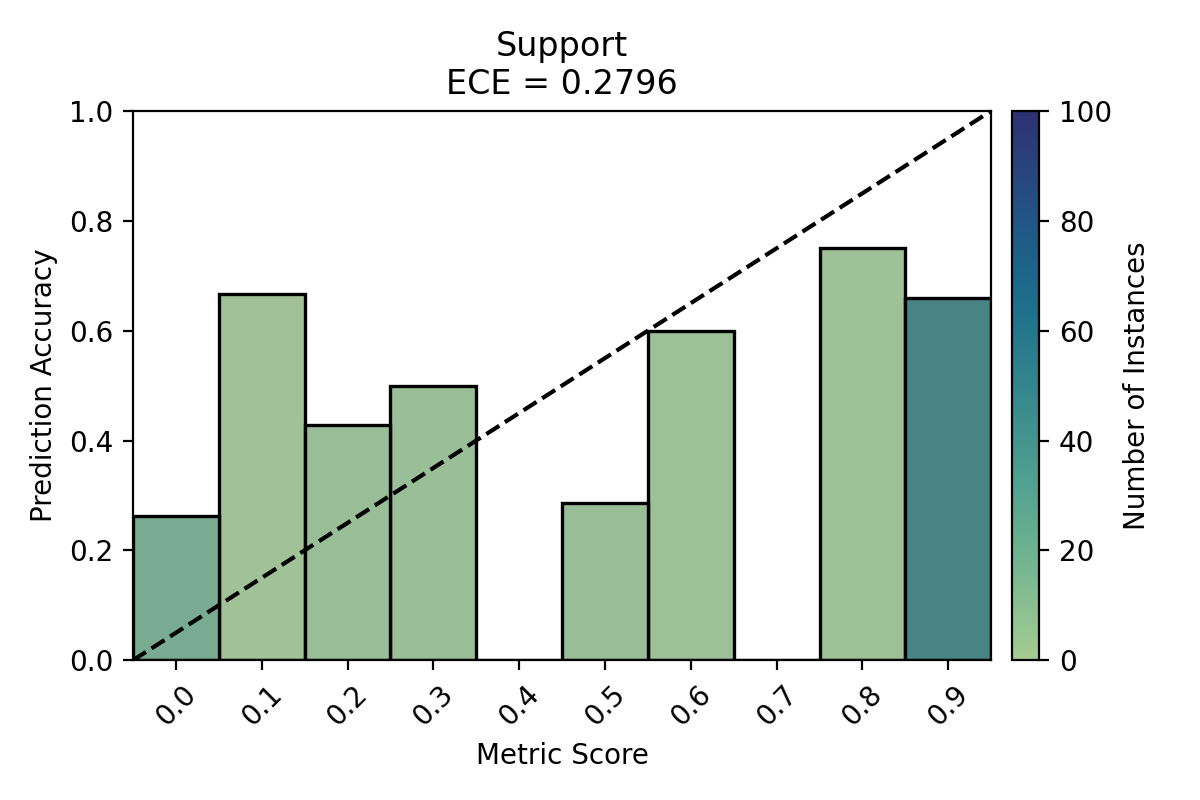 Support
ECE = 0.2796
1.0
0.8
0.6
0.4
0.2
0.0
Prediction Accuracy
0.0 0.1 0.2 0.3 0.4 0.5 0.6 0.7 0.8 0.9
Metric Score
100
80
60
40
20
0
Number of Instances